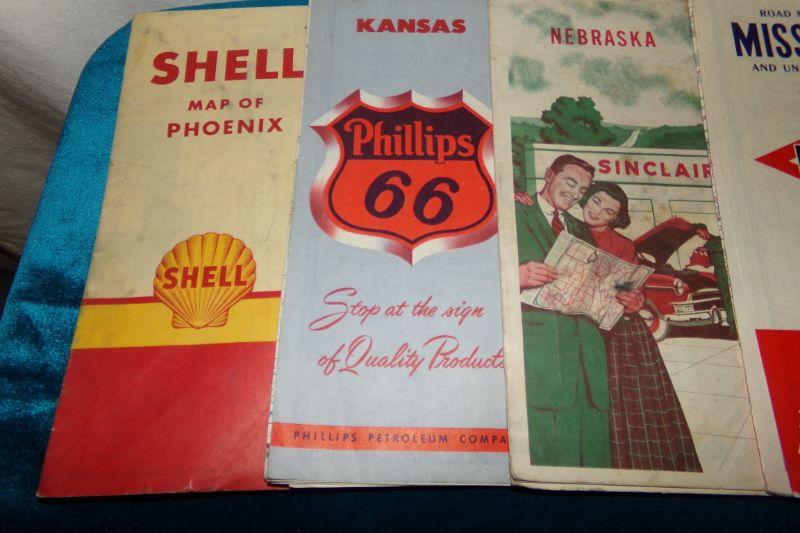 SHELL
MAP OF
PHOENIX
SHELL
KANSAS
Phillips
66
Stop at the sign
of Quality Products
PHILLIPS PETROLEUM COMPA
NEBRASKA
SINCLAIR
ROAD
MISS
AND UN